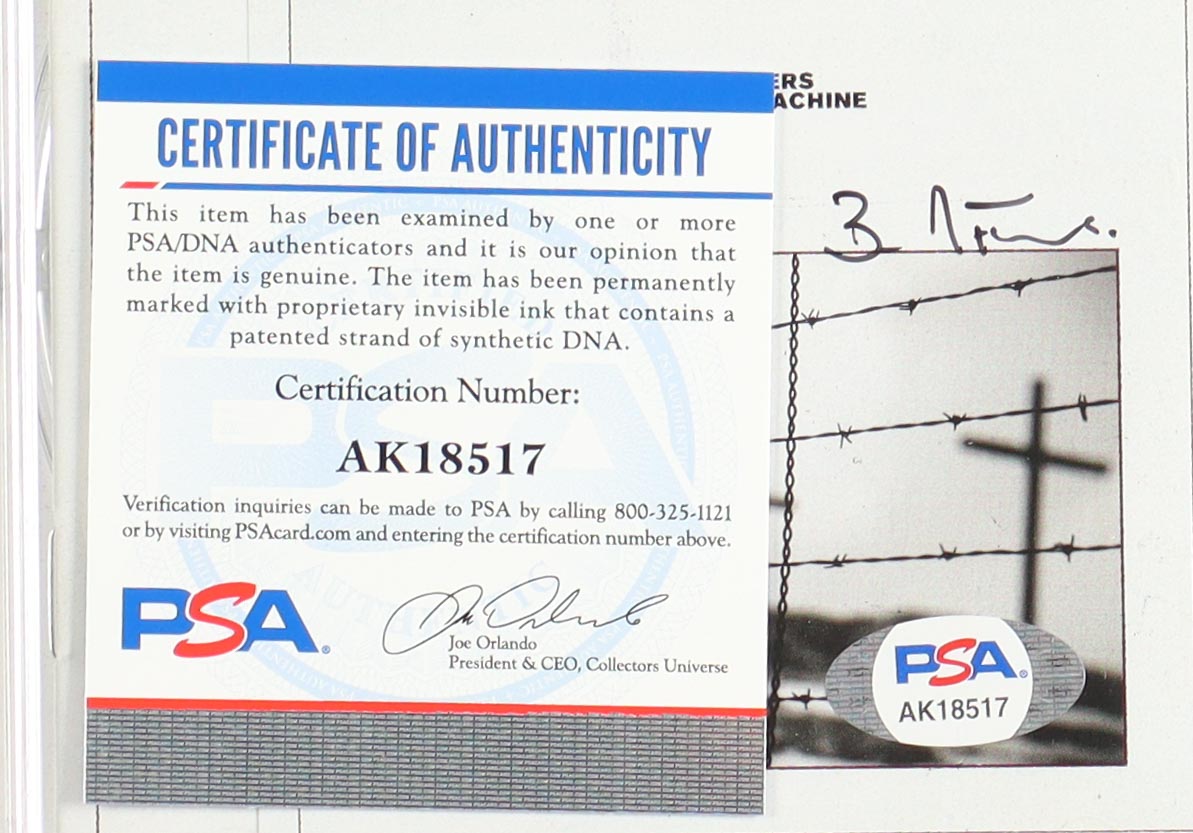 ERS
ACHINE
CERTIFICATE OF AUTHENTICITY
This item has been examined by one or more
PSA/DNA authenticators and it is our opinion that
the item is genuine. The item has been permanently
marked with proprietary invisible ink that contains a
patented strand of synthetic DNA.
Certification Number:
AK18517
Verification inquiries can be made to PSA by calling 800-325-1121
or by visiting PSAcard.com and entering the certification number above.
PSA®
Joe Orlando
President & CEO, Collectors Universe
PSA®
AK18517